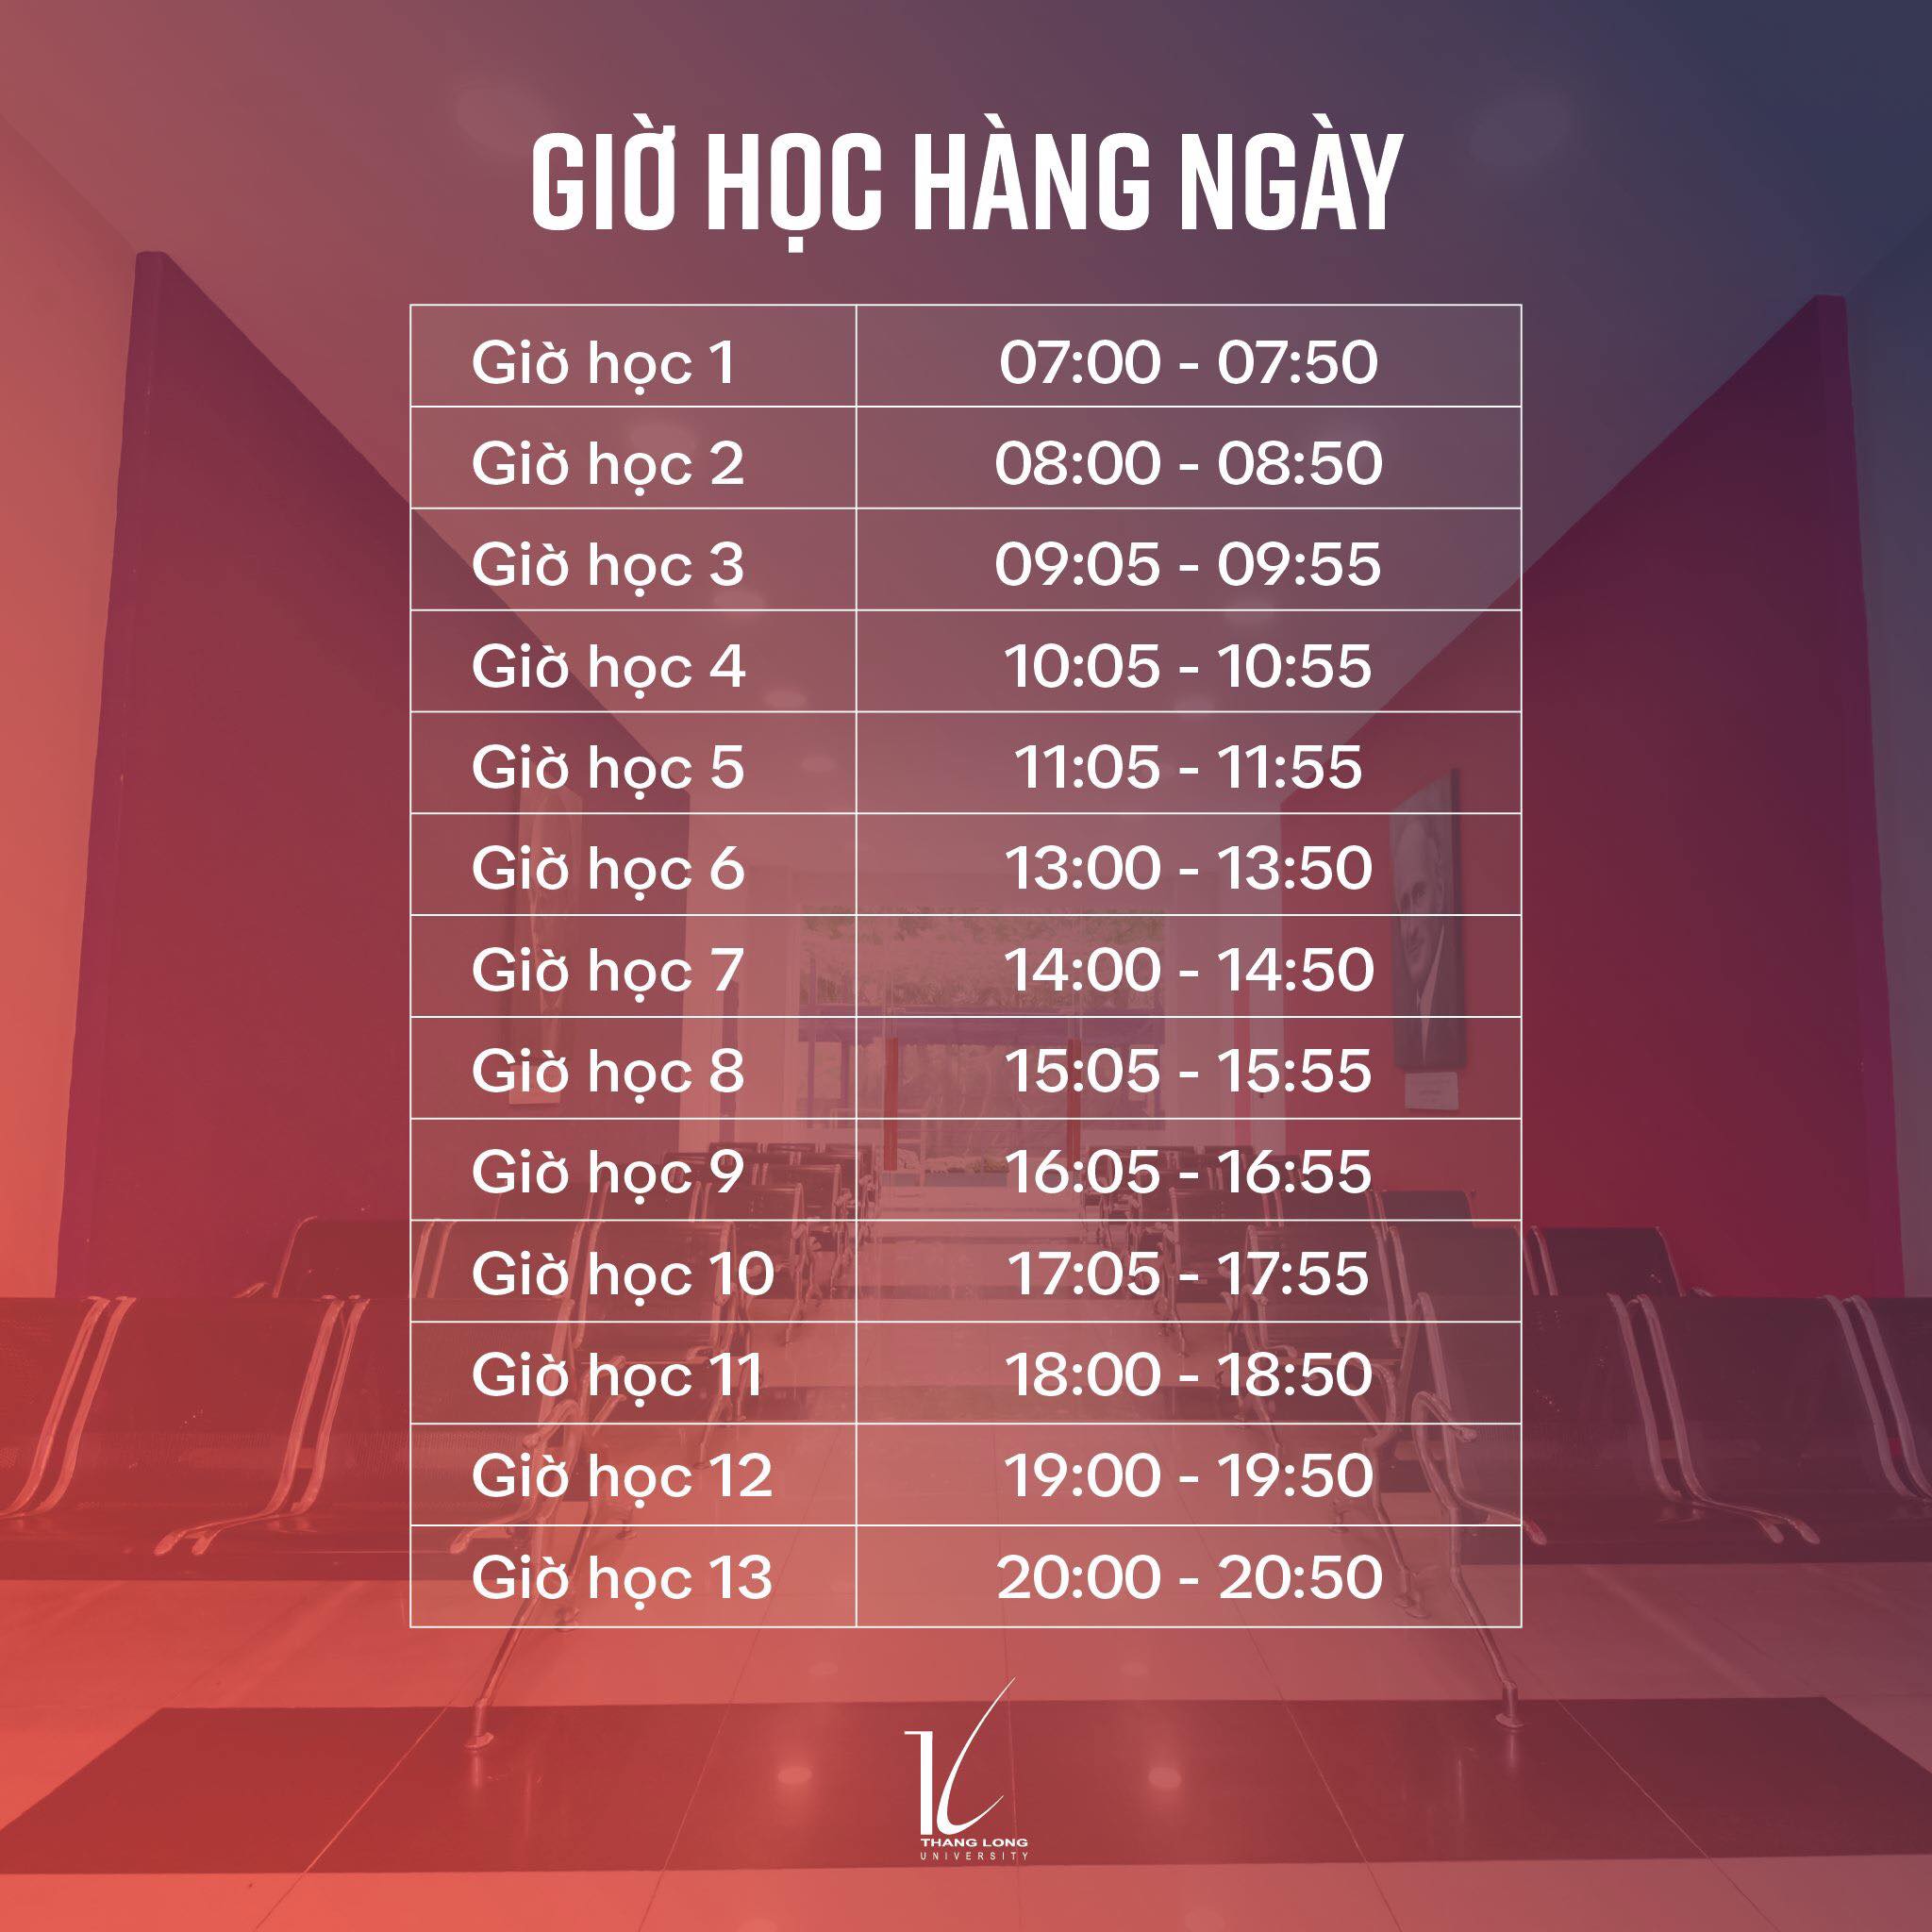 GIỜ HỌC HÀNG NGÀY
Giờ học 1 07:00 - 07:50
Giờ học 2 08:00 - 08:50
Giờ học 3 09:05 - 09:55
Giờ học 4 10:05 - 10:55
Giờ học 5 11:05 - 11:55
Giờ học 6 13:00 - 13:50
Giờ học 7 14:00 - 14:50
Giờ học 8 15:05 - 15:55
Giờ học 9 16:05 - 16:55
Giờ học 10 17:05 - 17:55
Giờ học 11 18:00 - 18:50
Giờ học 12 19:00 - 19:50
Giờ học 13 20:00 - 20:50
THANG LONG
UNIVERSITY